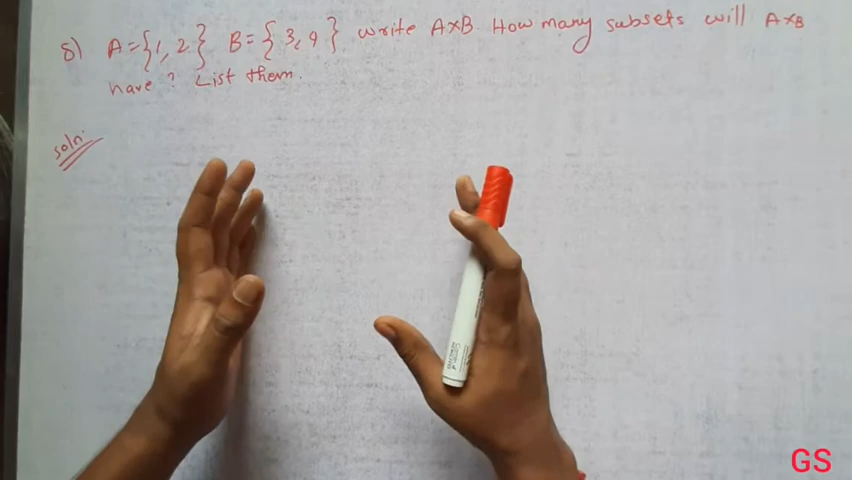 8) A={1,2} B={3,4} write A×B. How many subsets will A×B
have? List them.
Soln:
GS